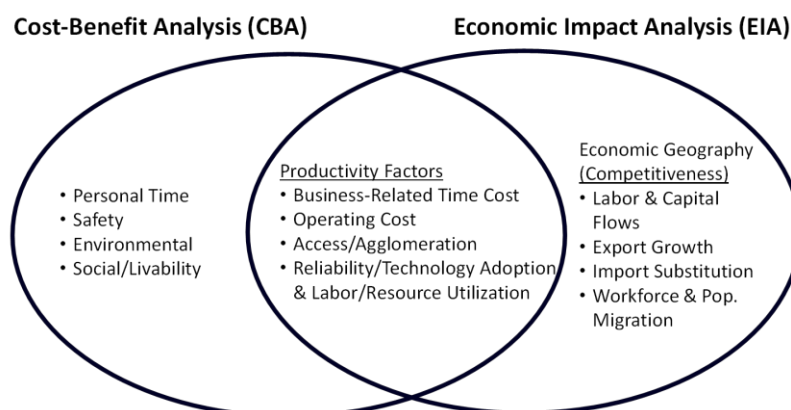 Cost-Benefit Analysis (CBA)
Economic Impact Analysis (EIA)
• Personal Time
• Safety
• Environmental
• Social/Livability
Productivity Factors
• Business-Related Time Cost
• Operating Cost
• Access/Agglomeration
• Reliability/Technology Adoption
& Labor/Resource Utilization
Economic Geography
(Competitiveness)
• Labor & Capital
Flows
• Export Growth
• Import Substitution
• Workforce & Pop.
Migration